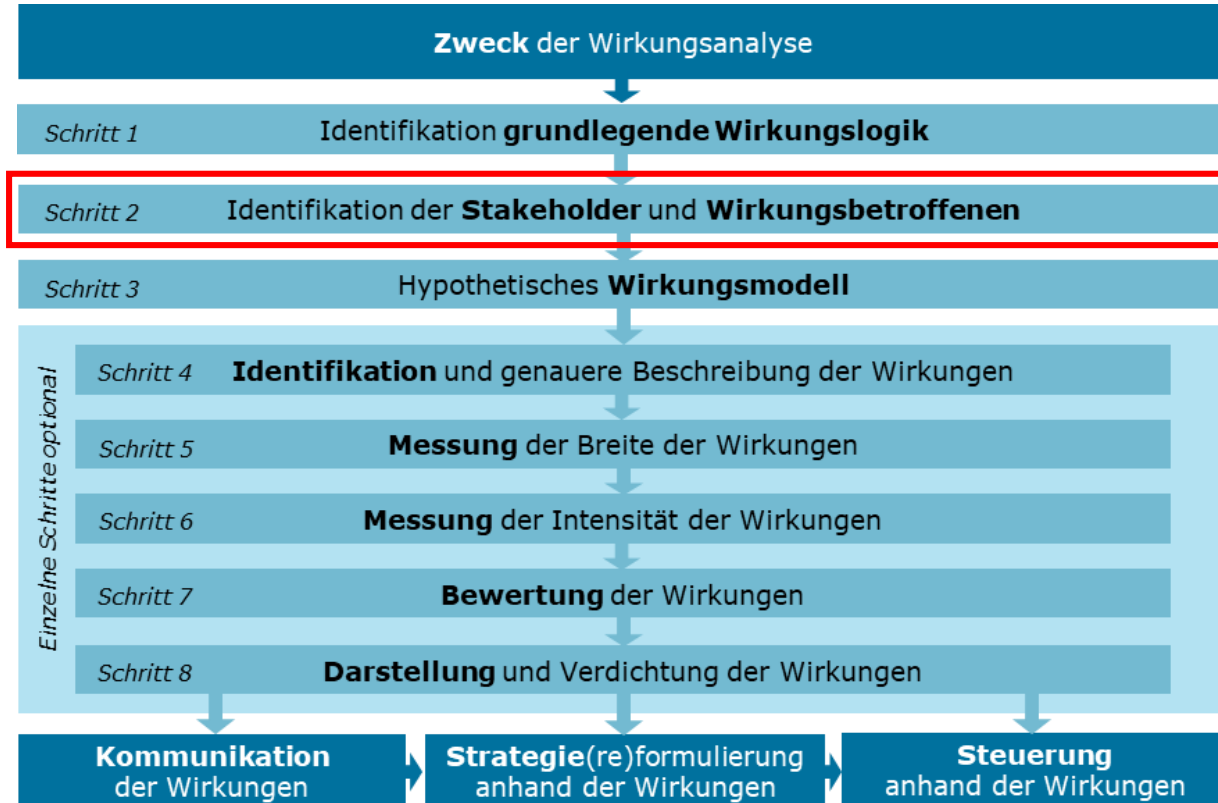 Zweck der Wirkungsanalyse
Schritt 1 Identifikation grundlegende Wirkungslogik
Schritt 2 Identifikation der Stakeholder und Wirkungsbetroffenen
Schritt 3 Hypothetisches Wirkungsmodell
Einzelne Schritte optional
Schritt 4 Identifikation und genauere Beschreibung der Wirkungen
Schritt 5 Messung der Breite der Wirkungen
Schritt 6 Messung der Intensität der Wirkungen
Schritt 7 Bewertung der Wirkungen
Schritt 8 Darstellung und Verdichtung der Wirkungen
Kommunikation
der Wirkungen
Strategie(re)formulierung
anhand der Wirkungen
Steuerung
anhand der Wirkungen